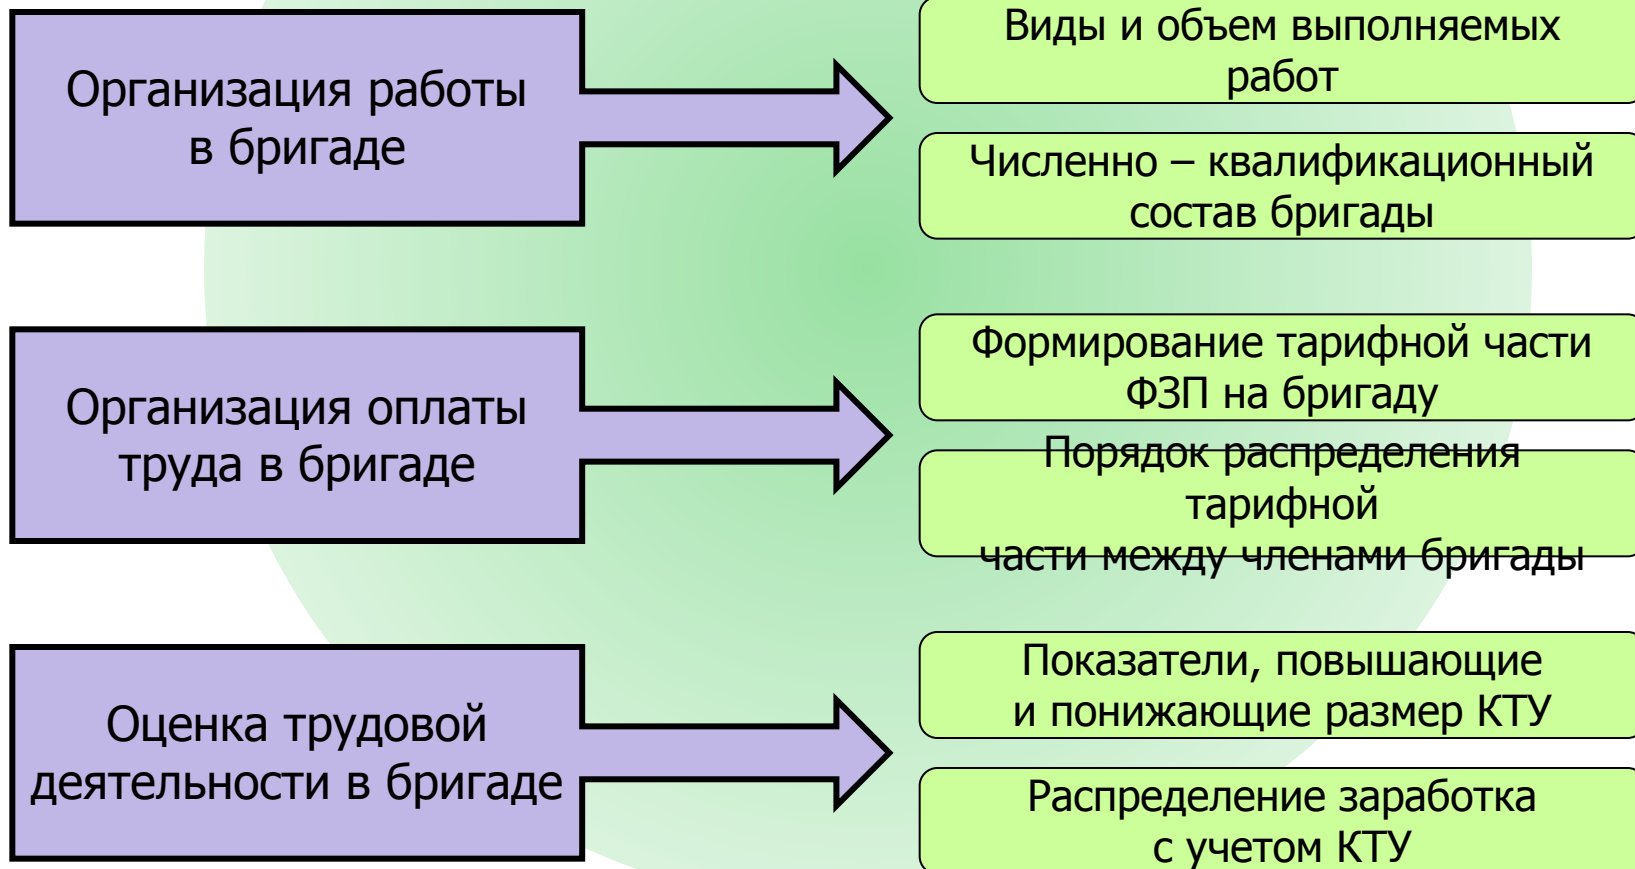 Организация работы
в бригаде
Виды и объем выполняемых
работ
Численно – квалификационный
состав бригады
Организация оплаты
труда в бригаде
Формирование тарифной части
ФЗП на бригаду
Порядок распределения
тарифной
части между членами бригады
Оценка трудовой
деятельности в бригаде
Показатели, повышающие
и понижающие размер КТУ
Распределение заработка
с учетом КТУ